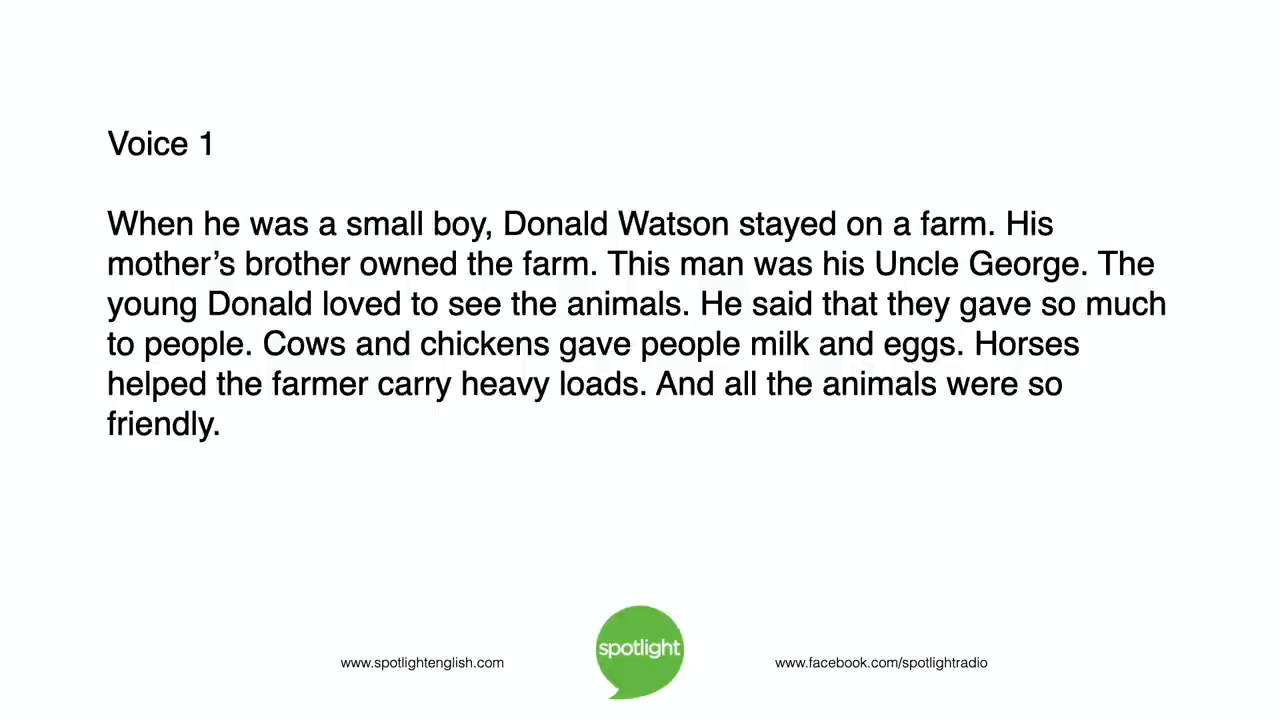 Voice 1
When he was a small boy, Donald Watson stayed on a farm. His
mother’s brother owned the farm. This man was his Uncle George. The
young Donald loved to see the animals. He said that they gave so much
to people. Cows and chickens gave people milk and eggs. Horses
helped the farmer carry heavy loads. And all the animals were so
friendly.
spotlight
www.spotlightenglish.com
www.facebook.com/spotlightradio